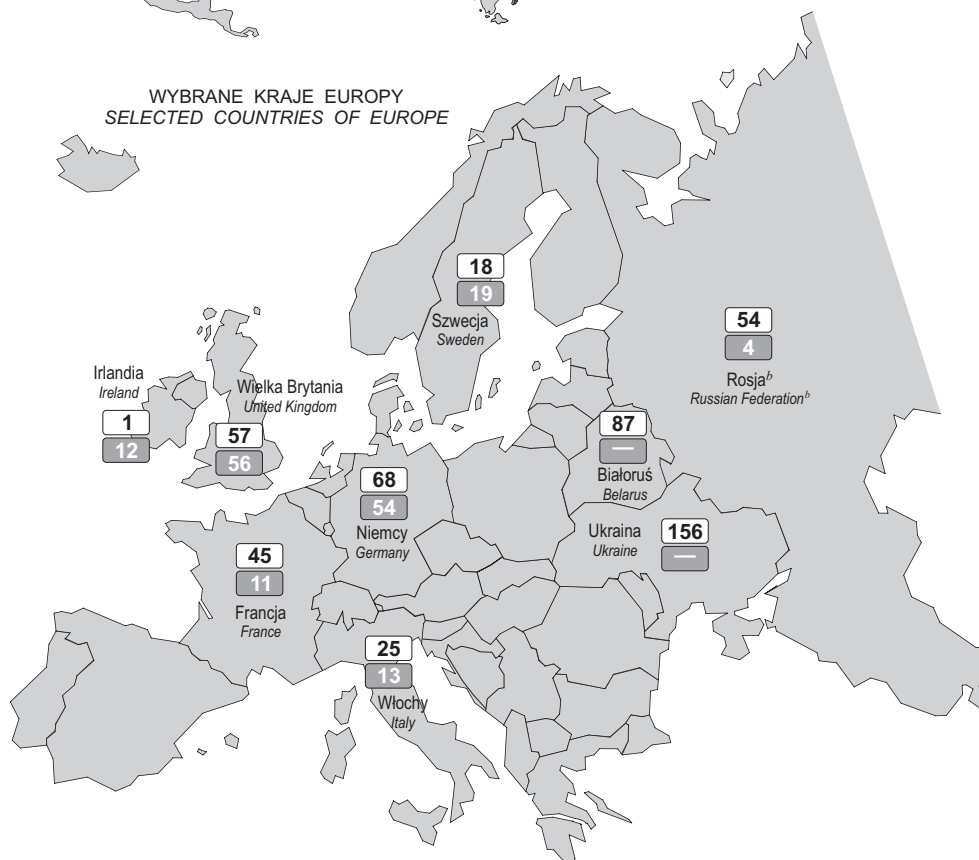 WYBRANE KRAJE EUROPY
SELECTED COUNTRIES OF EUROPE
18
19
Szwecja
Sweden
54
4
Rosja^b
Russian Federation^b
Irlandia
Ireland
1
12
Wielka Brytania
United Kingdom
57
56
87
—
Białoruś
Belarus
68
54
Niemcy
Germany
Ukraina
Ukraine
156
—
45
11
Francja
France
25
13
Włochy
Italy